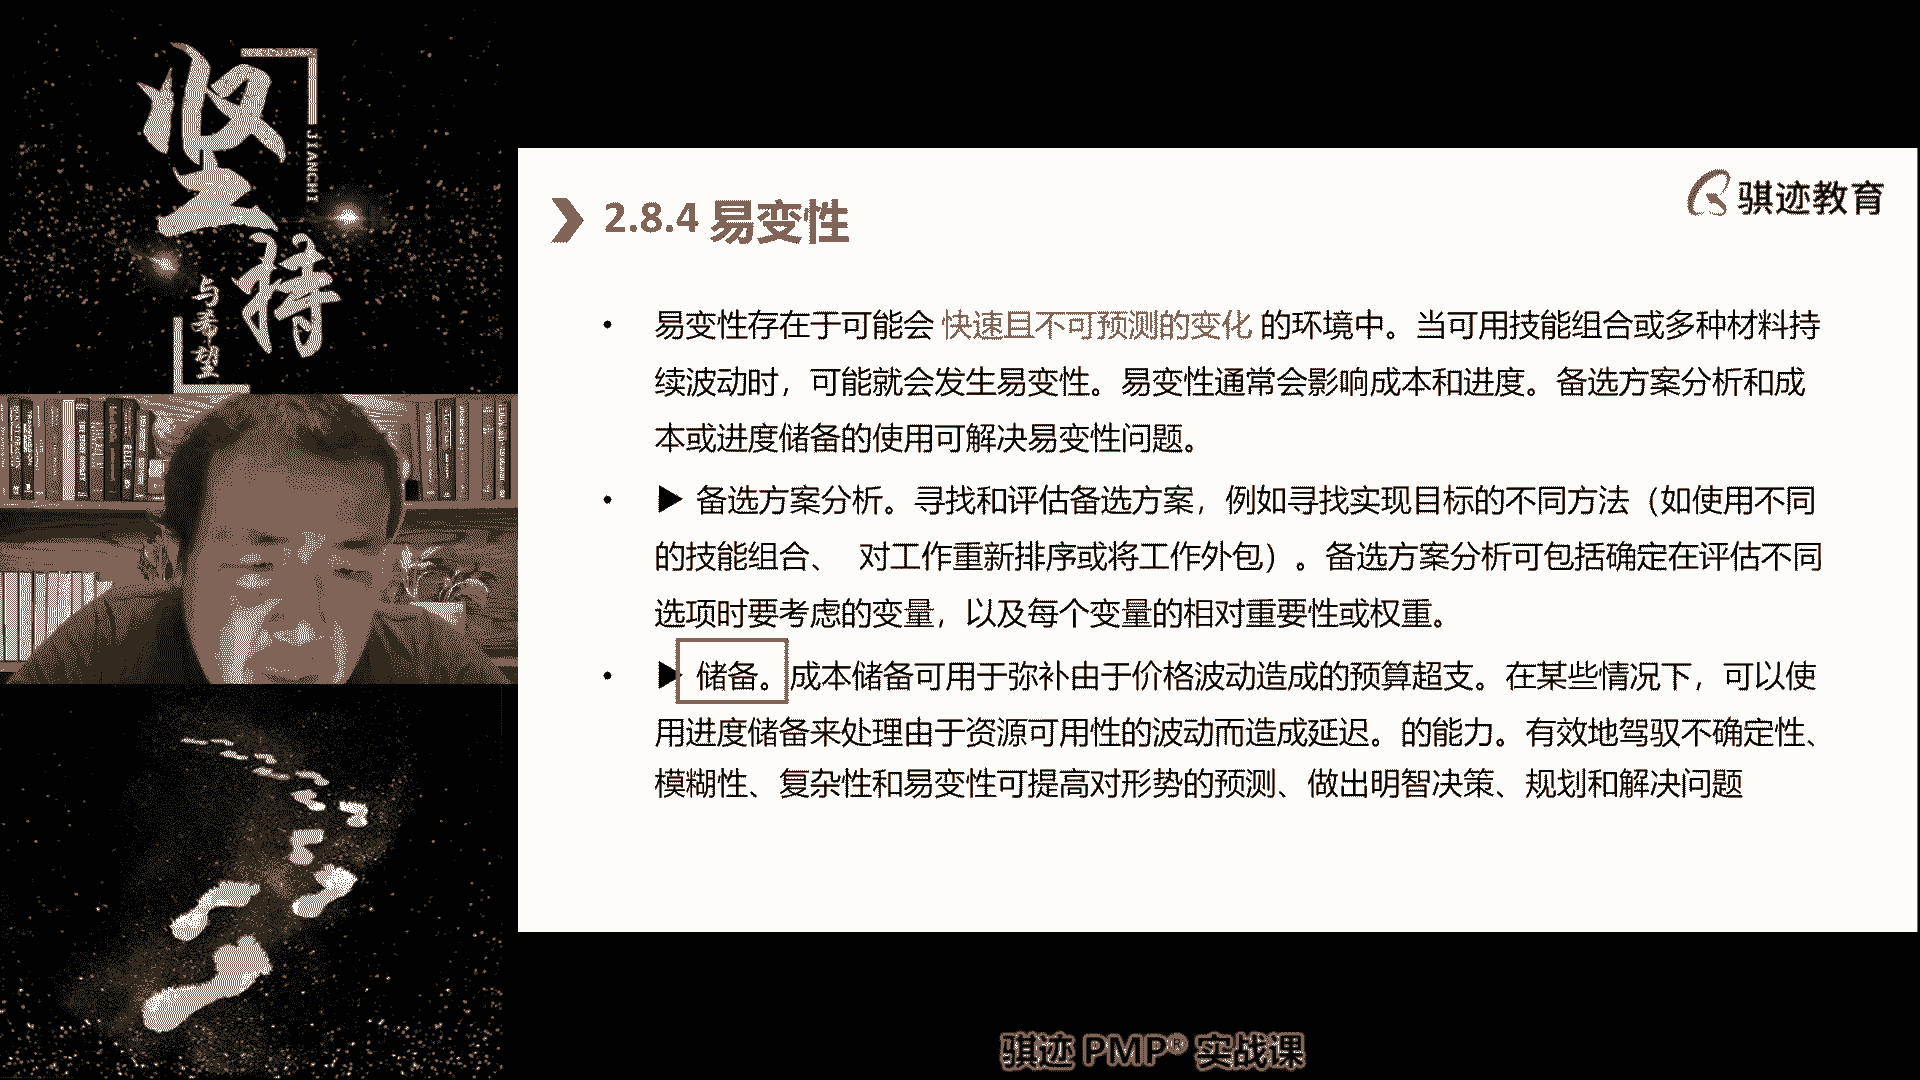 坚持
JIANCHI
与希望
骐迹教育
2.8.4 易变性
• 易变性存在于可能会 快速且不可预测的变化 的环境中。当可用技能组合或多种材料持
续波动时，可能就会发生易变性。易变性通常会影响成本和进度。备选方案分析和成
本或进度储备的使用可解决易变性问题。
• ▶ 备选方案分析。寻找和评估备选方案，例如寻找实现目标的不同方法（如使用不同
的技能组合、 对工作重新排序或将工作外包）。备选方案分析可包括确定在评估不同
选项时要考虑的变量，以及每个变量的相对重要性或权重。
• ▶ 储备。成本储备可用于弥补由于价格波动造成的预算超支。在某些情况下，可以使
用进度储备来处理由于资源可用性的波动而造成延迟。的能力。有效地驾驭不确定性、
模糊性、复杂性和易变性可提高对形势的预测、做出明智决策、规划和解决问题
骐迹 PMP® 实战课